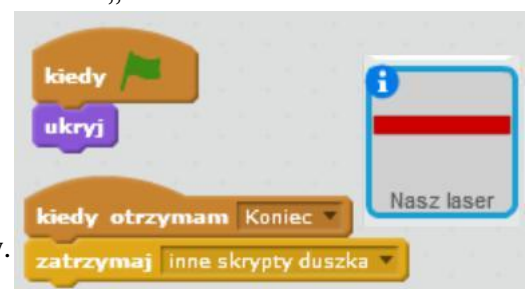 kiedy
ukryj
i
Nasz laser
kiedy otrzymam Koniec
zatrzymaj inne skrypty duszka